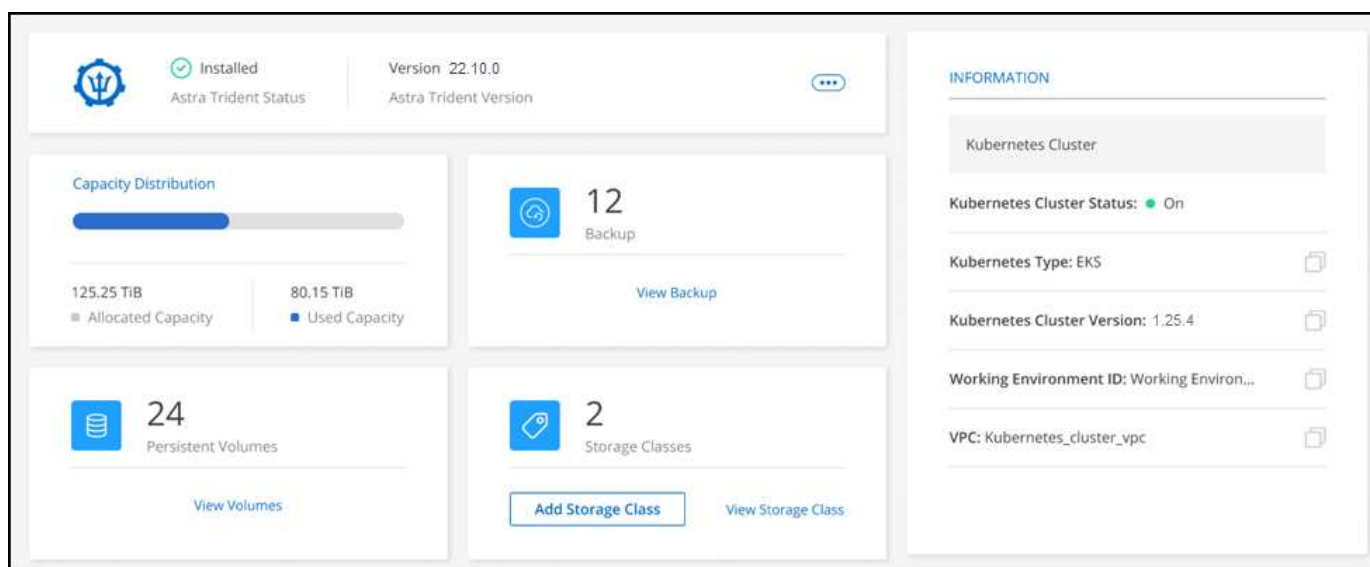 Installed
Astra Trident Status
Version 22.10.0
Astra Trident Version
Capacity Distribution
125.25 TiB
Allocated Capacity
80.15 TiB
Used Capacity
12
Backup
View Backup
24
Persistent Volumes
View Volumes
2
Storage Classes
Add Storage Class
View Storage Class
INFORMATION
Kubernetes Cluster
Kubernetes Cluster Status: On
Kubernetes Type: EKS
Kubernetes Cluster Version: 1.25.4
Working Environment ID: Working Environ...
VPC: Kubernetes_cluster_vpc